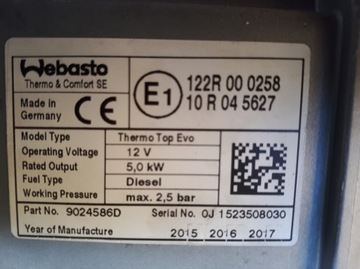 Webasto
Thermo & Comfort SE
Made in
Germany
CE
E1
122R 00 0258
10 R 04 5627
Model Type Thermo Top Evo
Operating Voltage 12 V
Rated Output 5,0 kW
Fuel Type Diesel
Working Pressure max. 2,5 bar
Part No. 9024586D Serial No. 0J 1523508030
Year of Manufacture 2015 2016 2017